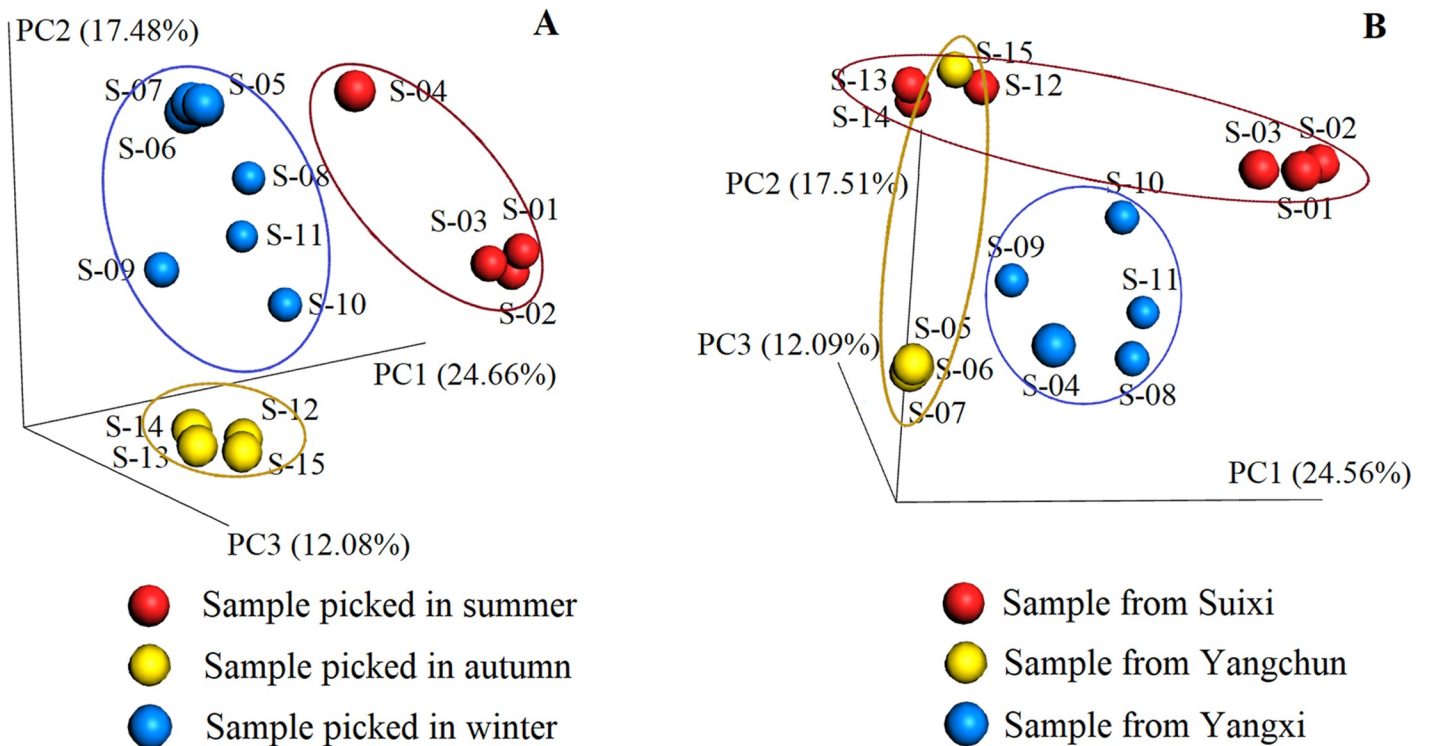 A
PC2 (17.48%)
S-07
S-05
S-04
S-06
S-08
S-03
S-01
S-11
S-09
S-10
S-02
PC1 (24.66%)
S-14
S-12
S-13
S-15
PC3 (12.08%)
Sample picked in summer
Sample picked in autumn
Sample picked in winter
B
S-15
S-13
S-12
S-14
S-03
S-02
PC2 (17.51%)
S-10
S-01
S-09
S-11
S-05
PC3 (12.09%)
S-06
S-04
S-08
S-07
PC1 (24.56%)
Sample from Suixi
Sample from Yangchun
Sample from Yangxi